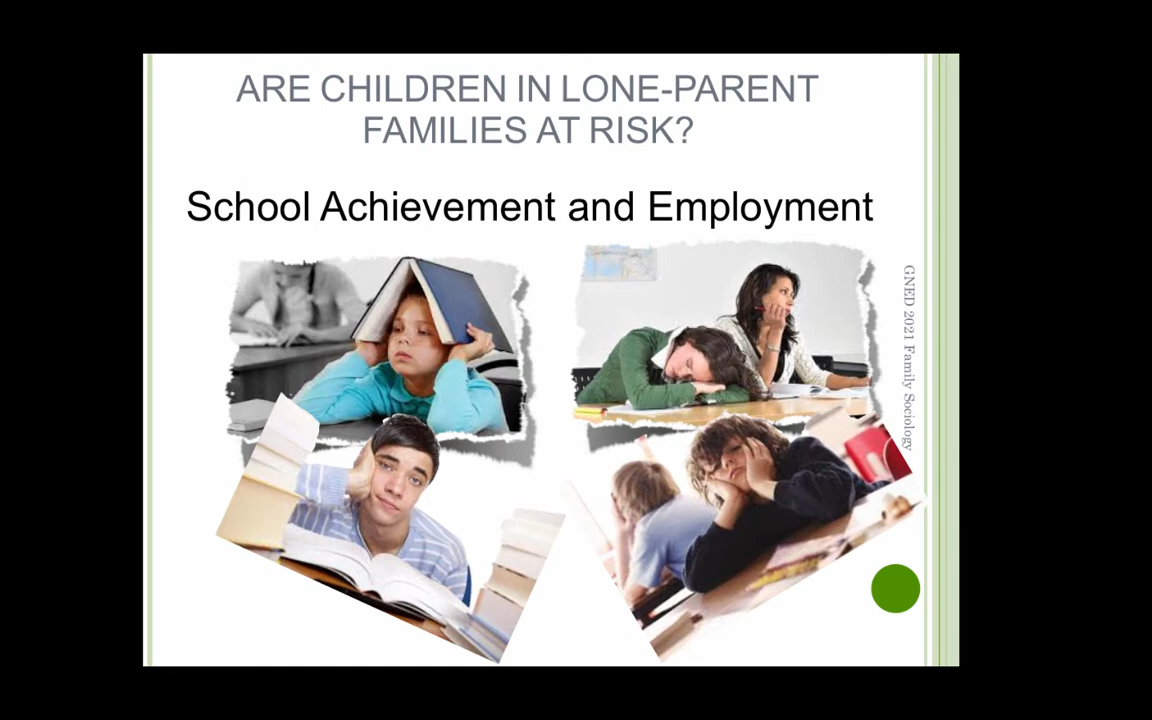 ARE CHILDREN IN LONE-PARENT
FAMILIES AT RISK?
School Achievement and Employment
GNED 2021 Family Sociology